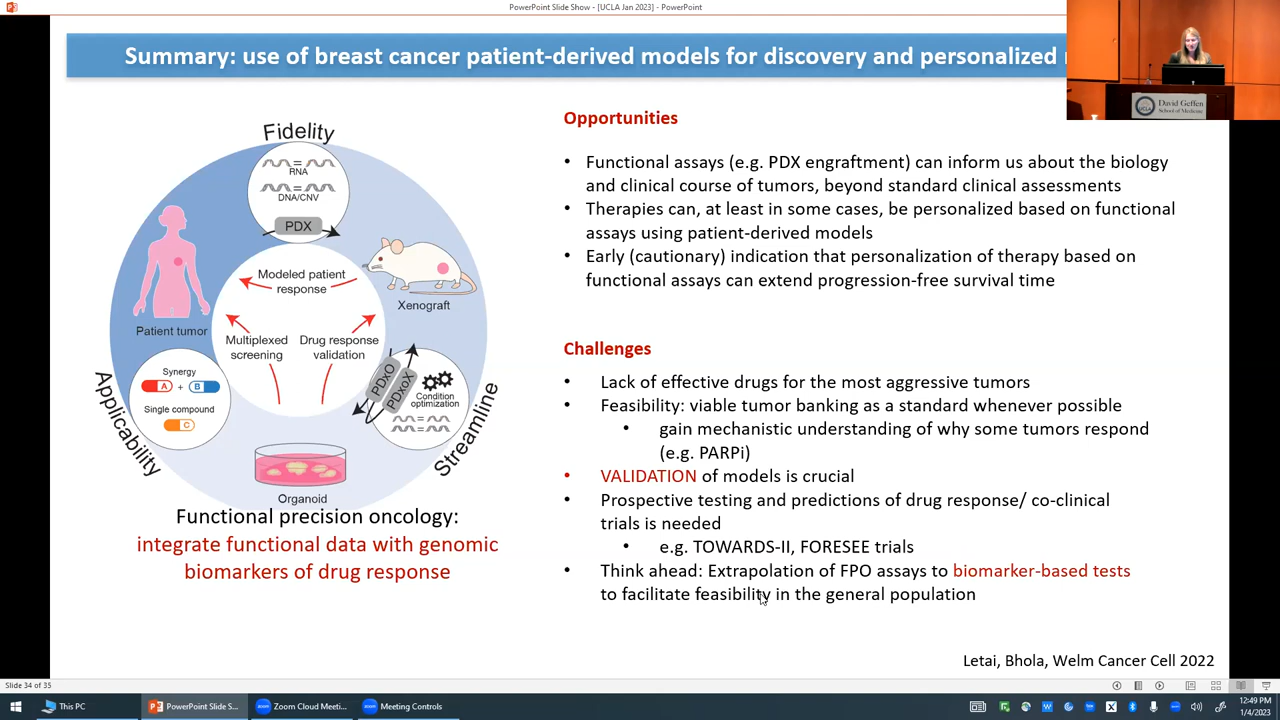 PowerPoint Slide Show - [UCLA Jan 2023] - PowerPoint
Summary: use of breast cancer patient-derived models for discovery and personalized
UCLA
David Geffen
School of Medicine
Fidelity
RNA
DNA/CNV
PDX
Modeled patient
response
Xenograft
Patient tumor
Multiplexed
screening
Drug response
validation
Synergy
A + B
Single compound
C
PDxO
PDxoX
Condition
optimization
Applicability
Streamline
Organoid
Functional precision oncology:
integrate functional data with genomic
biomarkers of drug response
Opportunities
• Functional assays (e.g. PDX engraftment) can inform us about the biology
and clinical course of tumors, beyond standard clinical assessments
• Therapies can, at least in some cases, be personalized based on functional
assays using patient-derived models
• Early (cautionary) indication that personalization of therapy based on
functional assays can extend progression-free survival time
Challenges
• Lack of effective drugs for the most aggressive tumors
• Feasibility: viable tumor banking as a standard whenever possible
• gain mechanistic understanding of why some tumors respond
(e.g. PARPi)
• VALIDATION of models is crucial
• Prospective testing and predictions of drug response/ co-clinical
trials is needed
• e.g. TOWARDS-II, FORESEE trials
• Think ahead: Extrapolation of FPO assays to biomarker-based tests
to facilitate feasibility in the general population
Letai, Bhola, Welm Cancer Cell 2022
Slide 34 of 35
This PC
PowerPoint Slide S...
Zoom Cloud Meeti...
Meeting Controls
12:49 PM
1/4/2023